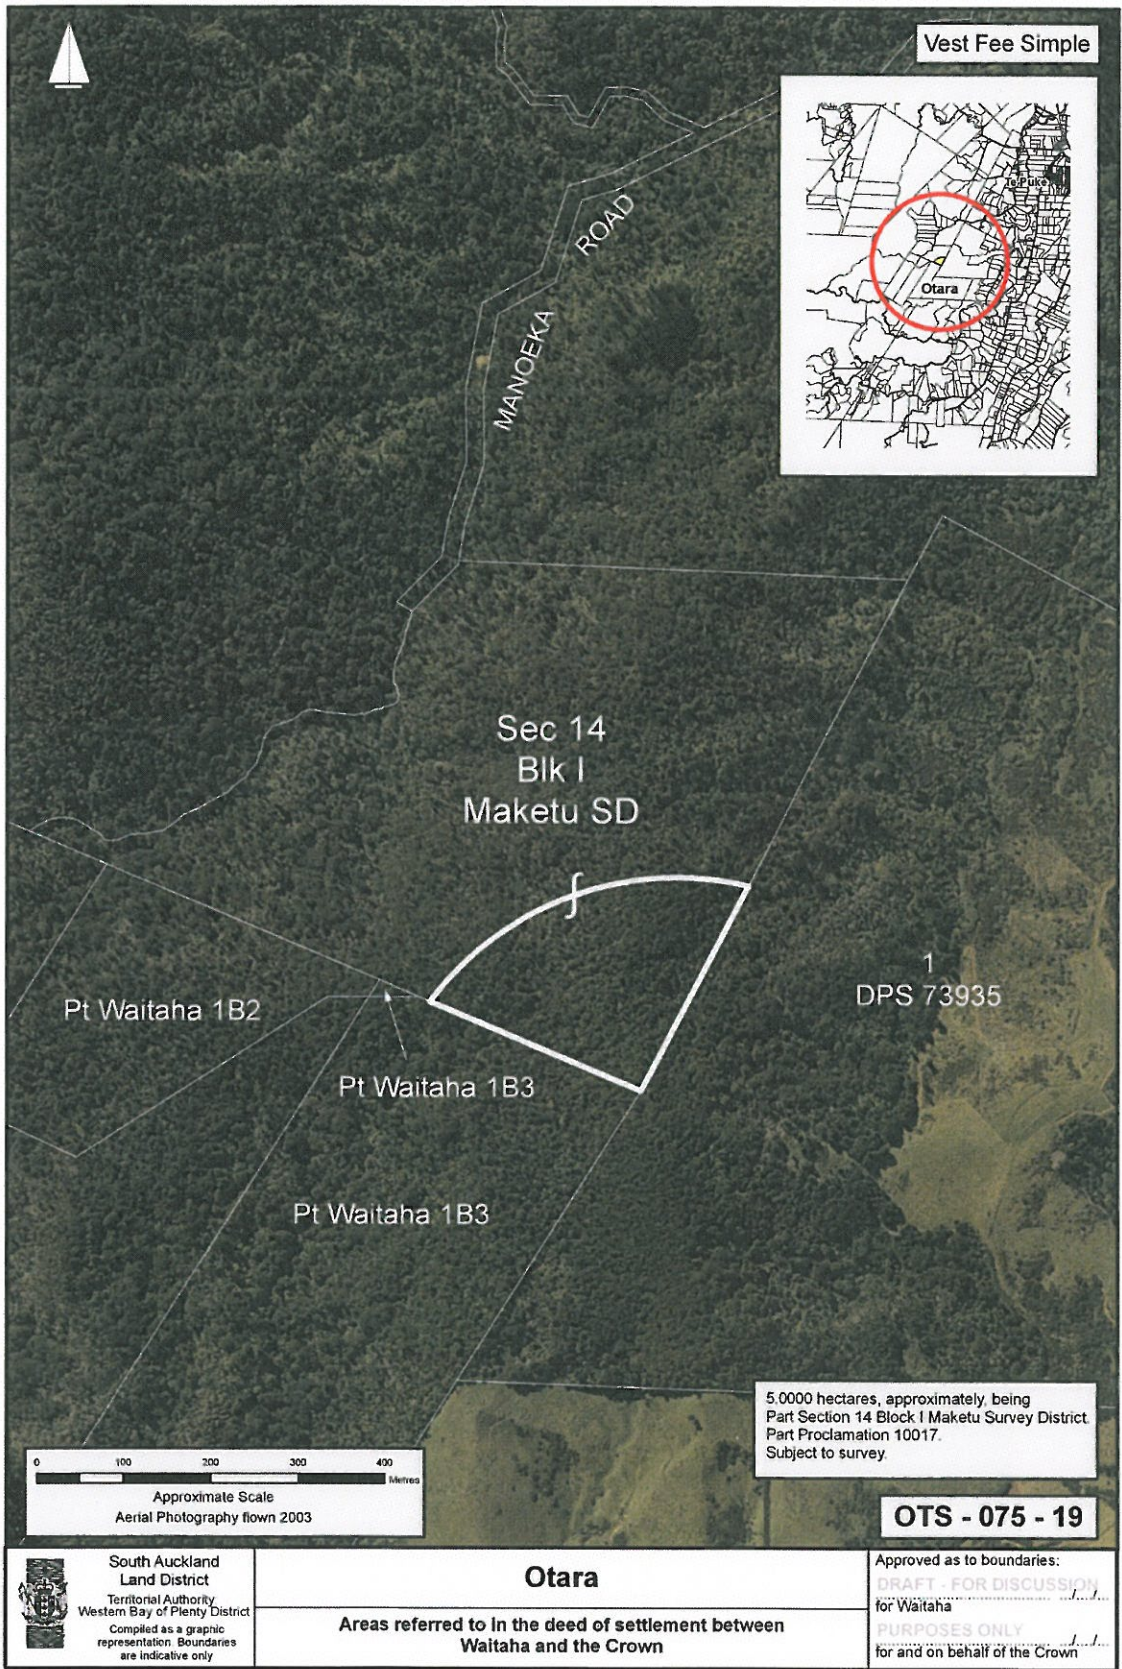 Vest Fee Simple
Te Puke
Otara
MANOEKA ROAD
Sec 14
Blk I
Maketu SD
1
DPS 73935
Pt Waitaha 1B2
Pt Waitaha 1B3
Pt Waitaha 1B3
5.0000 hectares, approximately, being
Part Section 14 Block I Maketu Survey District.
Part Proclamation 10017.
Subject to survey.
0 100 200 300 400
Metres
Approximate Scale
Aerial Photography flown 2003
OTS - 075 - 19
South Auckland
Land District
Territorial Authority
Western Bay of Plenty District
Compiled as a graphic
representation. Boundaries
are indicative only
Otara
Areas referred to in the deed of settlement between
Waitaha and the Crown
Approved as to boundaries:
DRAFT - FOR DISCUSSION
/ /
for Waitaha
PURPOSES ONLY
/ /
for and on behalf of the Crown